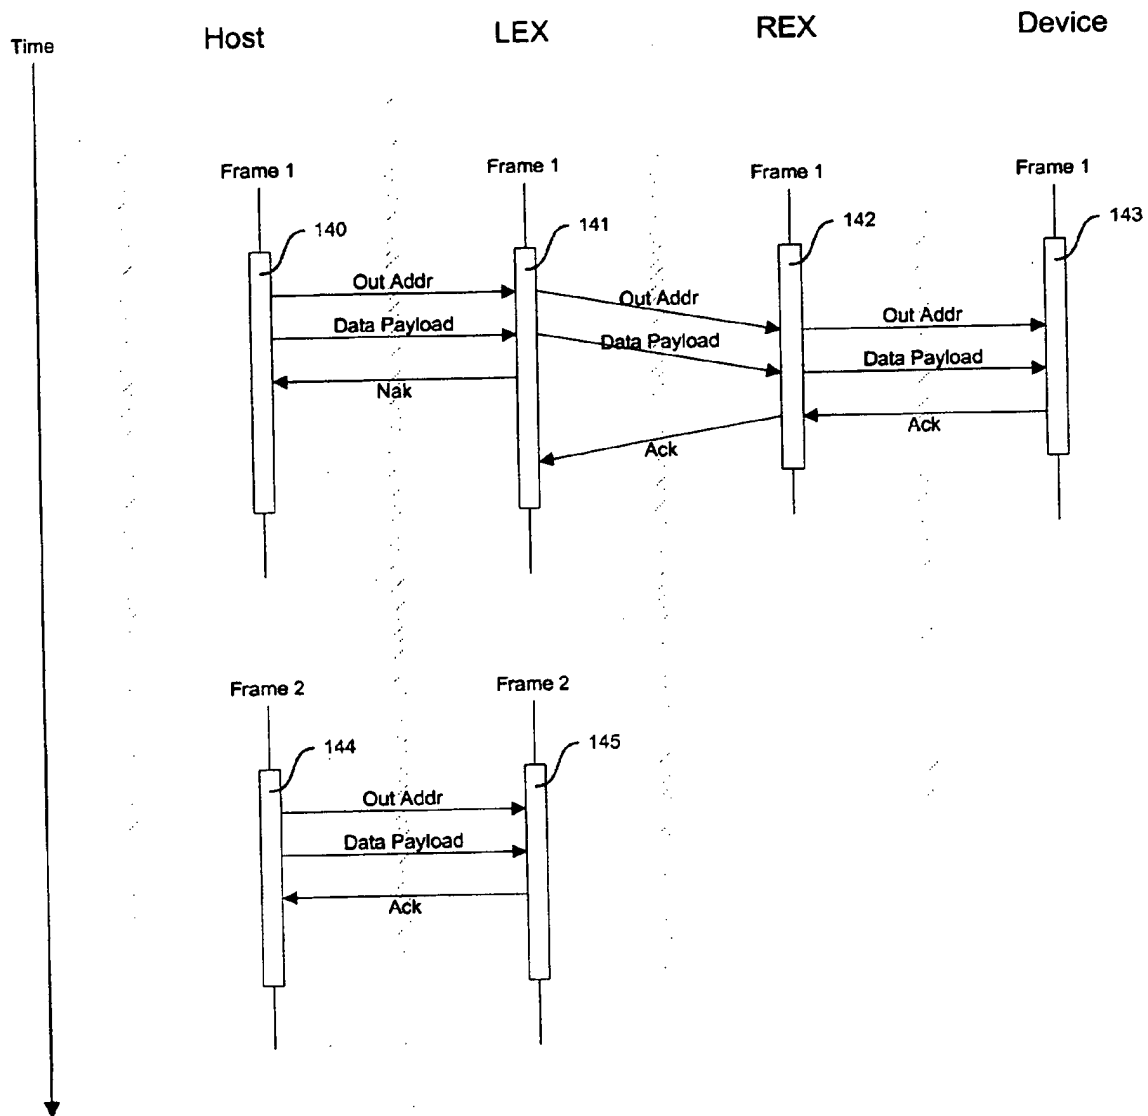 Time
Host
LEX
REX
Device
Frame 1
Frame 1
Frame 1
Frame 1
140
141
142
143
Out Addr
Out Addr
Out Addr
Data Payload
Data Payload
Data Payload
Nak
Ack
Ack
Frame 2
Frame 2
144
145
Out Addr
Data Payload
Ack